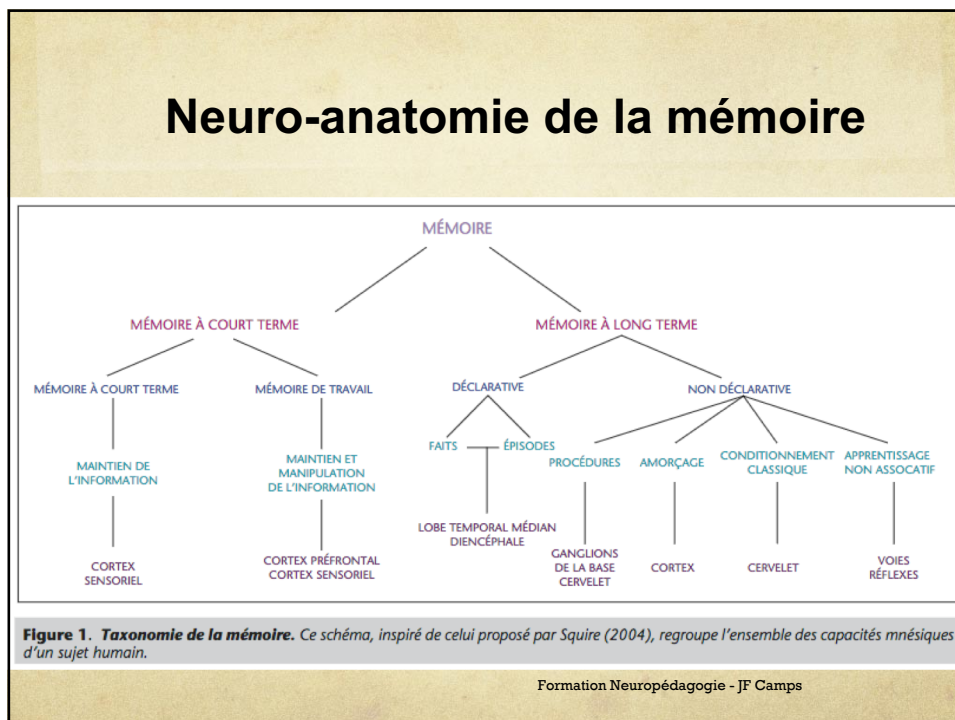 Neuro-anatomie de la mémoire
MÉMOIRE
MÉMOIRE À COURT TERME
MÉMOIRE À LONG TERME
MÉMOIRE À COURT TERME
MÉMOIRE DE TRAVAIL
DÉCLARATIVE
NON DÉCLARATIVE
FAITS
ÉPISODES
MAINTIEN DE
L'INFORMATION
MAINTIEN ET
MANIPULATION
DE L'INFORMATION
PROCÉDURES
AMORÇAGE
CONDITIONNEMENT
CLASSIQUE
APPRENTISSAGE
NON ASSOCATIF
LOBE TEMPORAL MÉDIAN
DIENCÉPHALE
CORTEX
SENSORIEL
CORTEX PRÉFRONTAL
CORTEX SENSORIEL
GANGLIONS
DE LA BASE
CERVELET
CORTEX
CERVELET
VOIES
RÉFLEXES
Figure 1. Taxonomie de la mémoire. Ce schéma, inspiré de celui proposé par Squire (2004), regroupe l'ensemble des capacités mnésiques
d'un sujet humain.
Formation Neuropédagogie - JF Camps